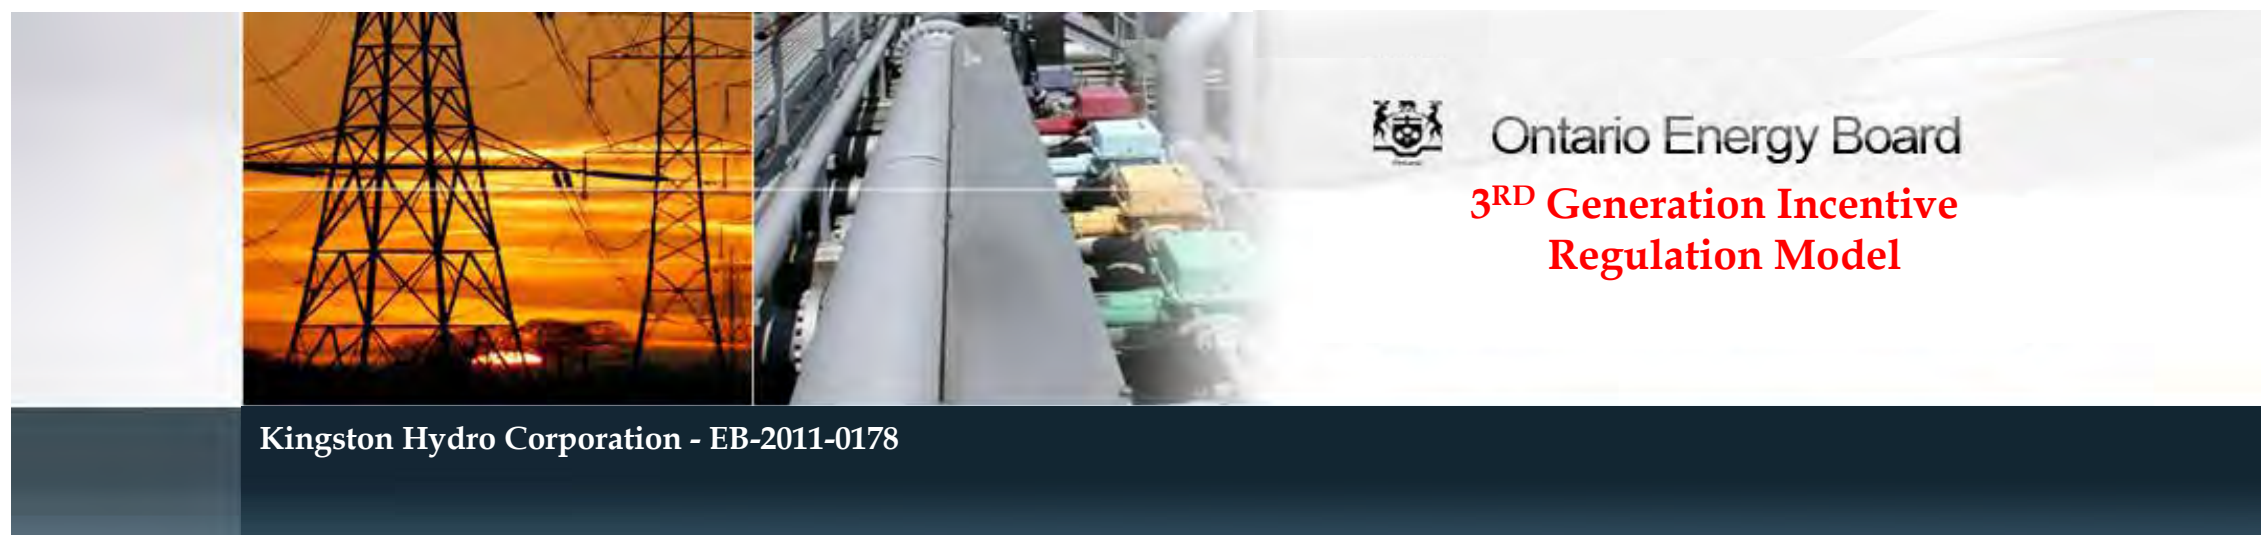 Ontario Energy Board
3RD Generation Incentive
Regulation Model
Kingston Hydro Corporation - EB-2011-0178